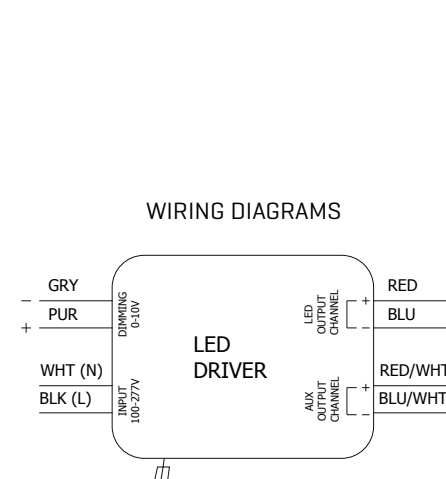 WIRING DIAGRAMS
GRY
−
PUR
+
DIMMING
0-10V
WHT (N)
BLK (L)
INPUT
100-277V
LED
DRIVER
LED
OUTPUT
CHANNEL
+
−
RED
BLU
AUX
OUTPUT
CHANNEL
+
−
RED/WHT
BLU/WHT